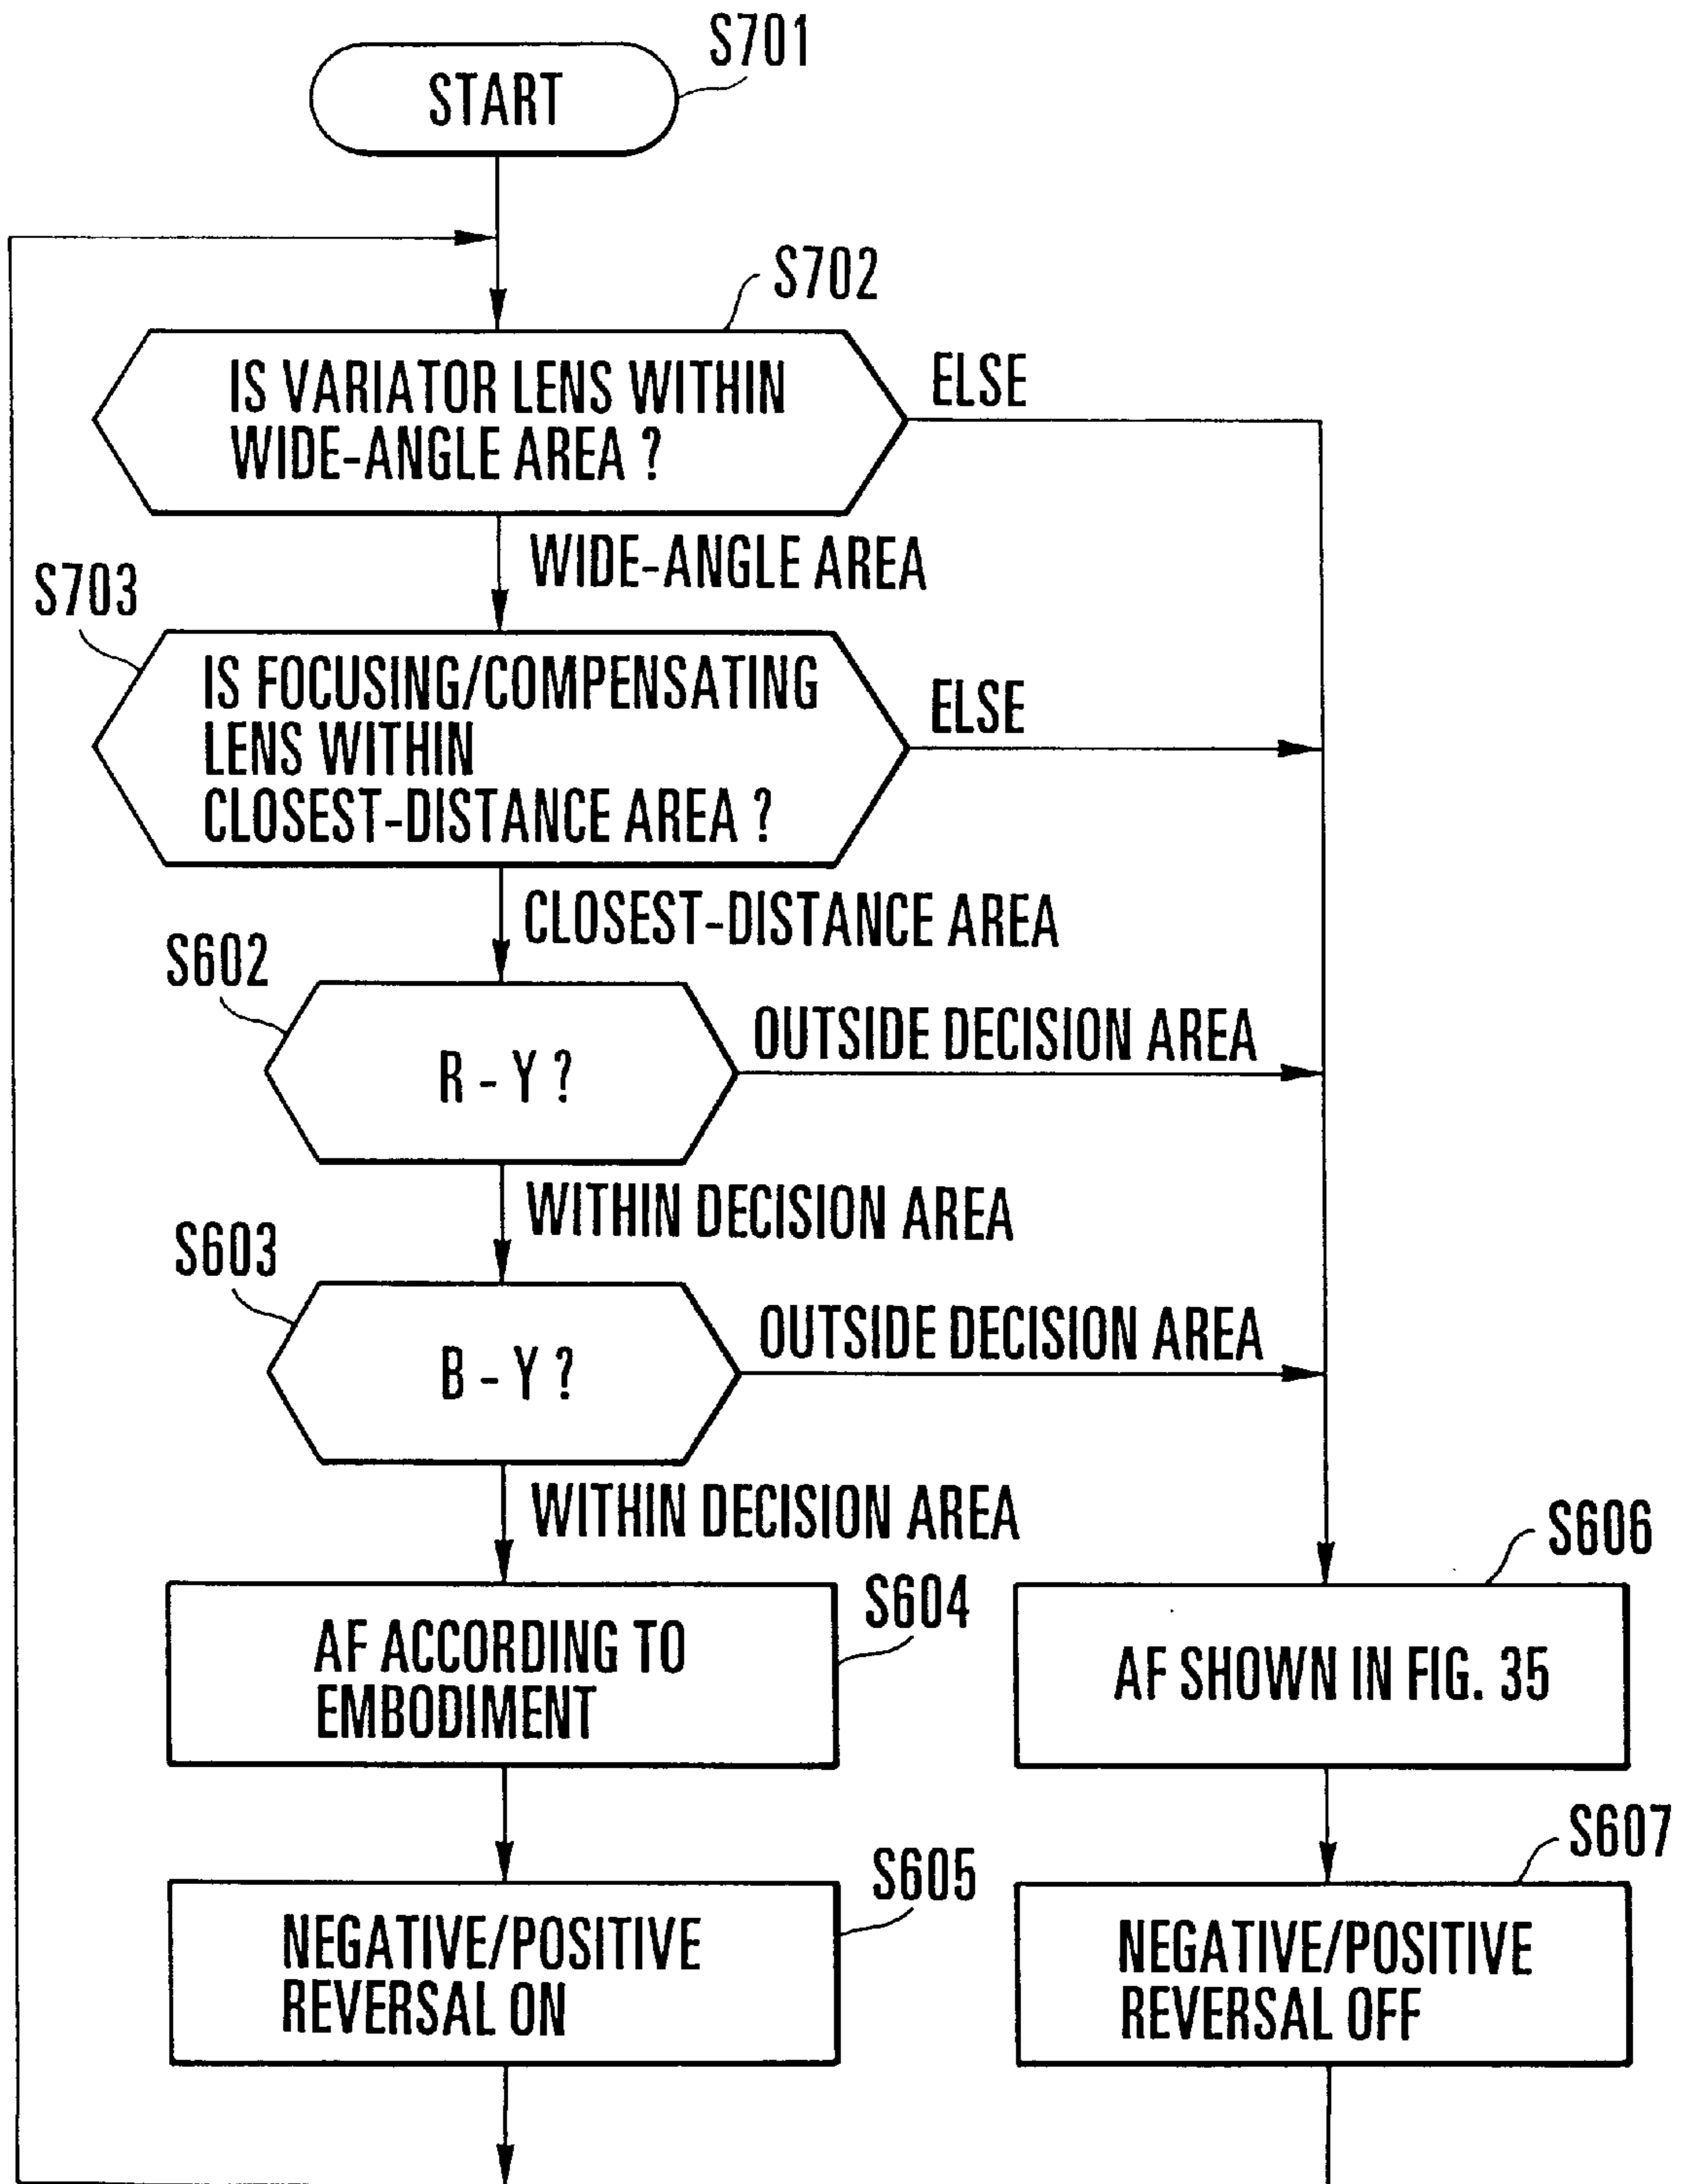 S701
START
S702
IS VARIATOR LENS WITHIN
WIDE-ANGLE AREA ?
ELSE
WIDE-ANGLE AREA
S703
IS FOCUSING/COMPENSATING
LENS WITHIN
CLOSEST-DISTANCE AREA ?
ELSE
CLOSEST-DISTANCE AREA
S602
R - Y ?
OUTSIDE DECISION AREA
WITHIN DECISION AREA
S603
B - Y ?
OUTSIDE DECISION AREA
WITHIN DECISION AREA
S604
AF ACCORDING TO
EMBODIMENT
S606
AF SHOWN IN FIG. 35
S605
NEGATIVE/POSITIVE
REVERSAL ON
S607
NEGATIVE/POSITIVE
REVERSAL OFF